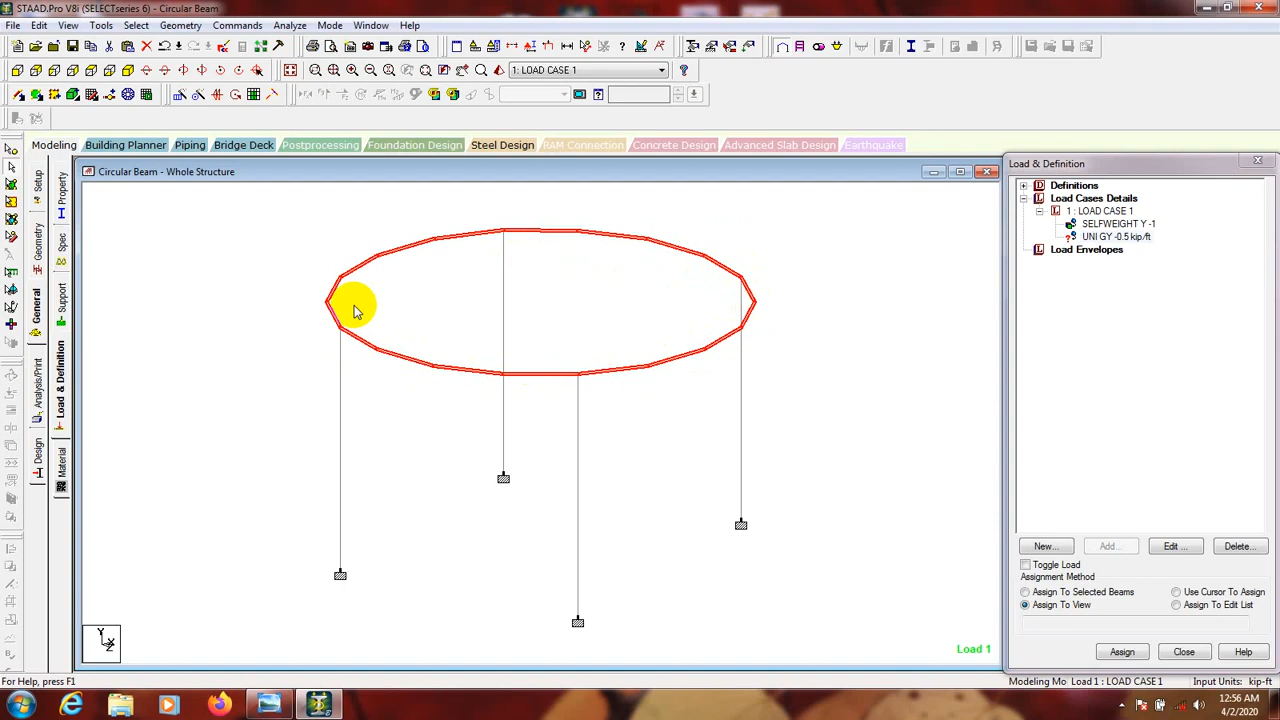 STAAD.Pro V8i (SELECTseries 6) - Circular Beam
File Edit View Tools Select Geometry Commands Analyze Mode Window Help
1: LOAD CASE 1
Modeling Building Planner Piping Bridge Deck Postprocessing Foundation Design Steel Design RAM Connection Concrete Design Advanced Slab Design Earthquake
Circular Beam - Whole Structure
Setup
Geometry
General
Analysis/Print
Design
Property
Spec
Support
Load & Definition
Material
Load 1
Load & Definition
Definitions
Load Cases Details
1 : LOAD CASE 1
SELFWEIGHT Y -1
UNI GY -0.5 kip/ft
Load Envelopes
New... Add... Edit ... Delete...
Toggle Load
Assignment Method
Assign To Selected Beams Use Cursor To Assign
Assign To View Assign To Edit List
Assign Close Help
For Help, press F1
Modeling Mo Load 1 : LOAD CASE 1 Input Units: kip-ft
12:56 AM
4/2/2020